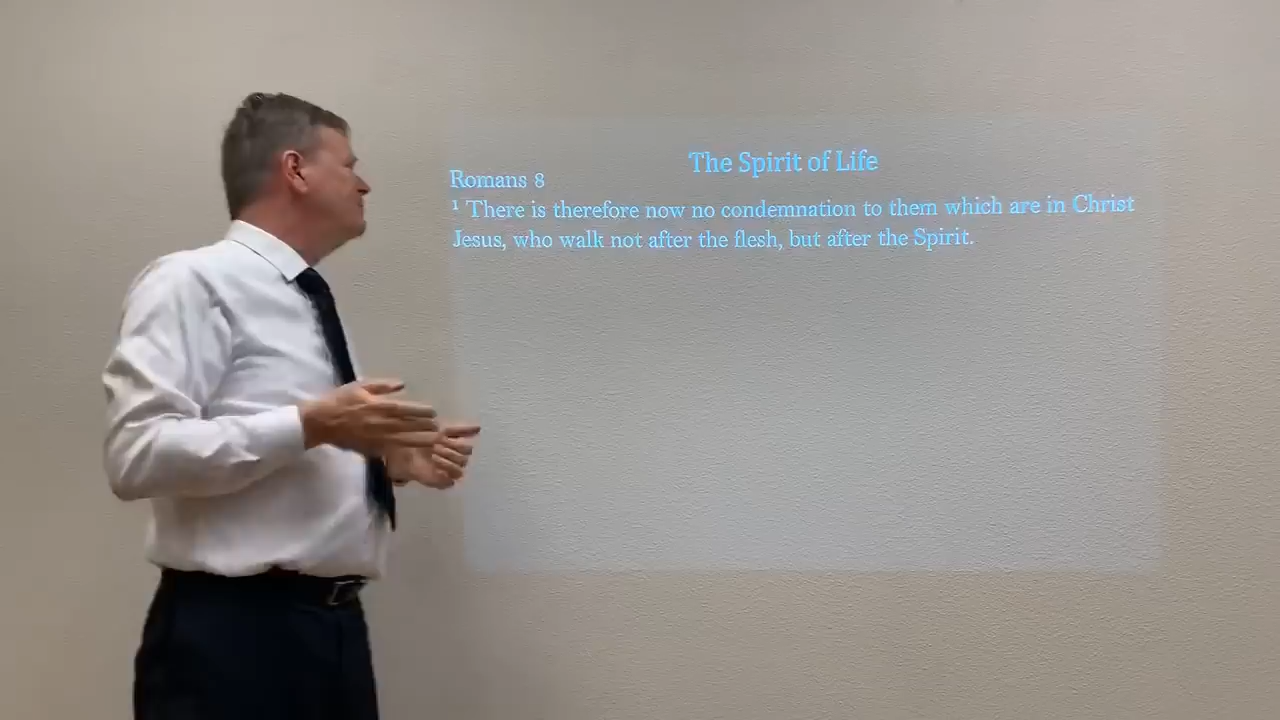 The Spirit of Life
Romans 8
¹ There is therefore now no condemnation to them which are in Christ
Jesus, who walk not after the flesh, but after the Spirit.